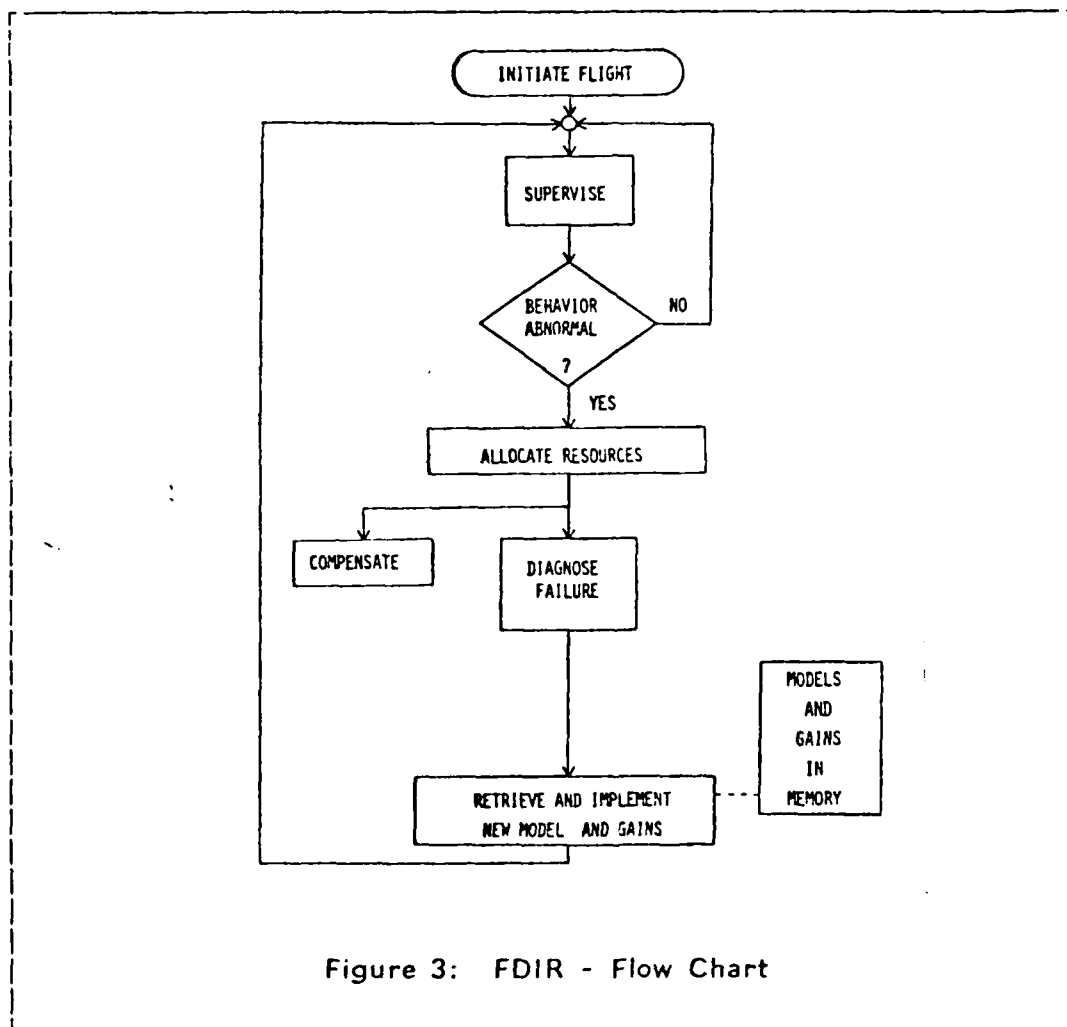 INITIATE FLIGHT
SUPERVISE
BEHAVIOR
ABNORMAL
?
NO
YES
ALLOCATE RESOURCES
COMPENSATE
DIAGNOSE
FAILURE
MODELS
AND
GAINS
IN
MEMORY
RETRIEVE AND IMPLEMENT
NEW MODEL AND GAINS
Figure 3: FDIR - Flow Chart